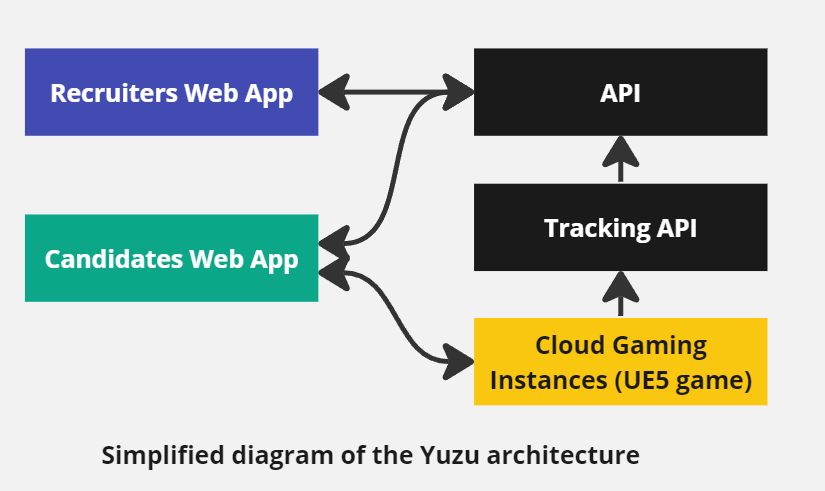 Recruiters Web App
API
Tracking API
Candidates Web App
Cloud Gaming
Instances (UE5 game)
Simplified diagram of the Yuzu architecture